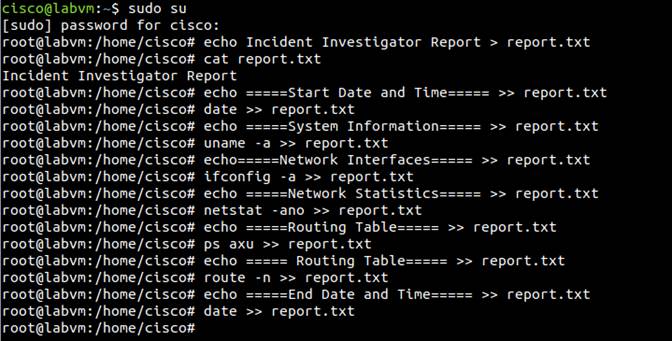 cisco@labvm:~$ sudo su
[sudo] password for cisco:
root@labvm:/home/cisco# echo Incident Investigator Report > report.txt
root@labvm:/home/cisco# cat report.txt
Incident Investigator Report
root@labvm:/home/cisco# echo =====Start Date and Time===== >> report.txt
root@labvm:/home/cisco# date >> report.txt
root@labvm:/home/cisco# echo =====System Information===== >> report.txt
root@labvm:/home/cisco# uname -a >> report.txt
root@labvm:/home/cisco# echo=====Network Interfaces===== >> report.txt
root@labvm:/home/cisco# ifconfig -a >> report.txt
root@labvm:/home/cisco# echo =====Network Statistics===== >> report.txt
root@labvm:/home/cisco# netstat -ano >> report.txt
root@labvm:/home/cisco# echo =====Routing Table===== >> report.txt
root@labvm:/home/cisco# ps axu >> report.txt
root@labvm:/home/cisco# echo ===== Routing Table===== >> report.txt
root@labvm:/home/cisco# route -n >> report.txt
root@labvm:/home/cisco# echo =====End Date and Time===== >> report.txt
root@labvm:/home/cisco# date >> report.txt
root@labvm:/home/cisco#